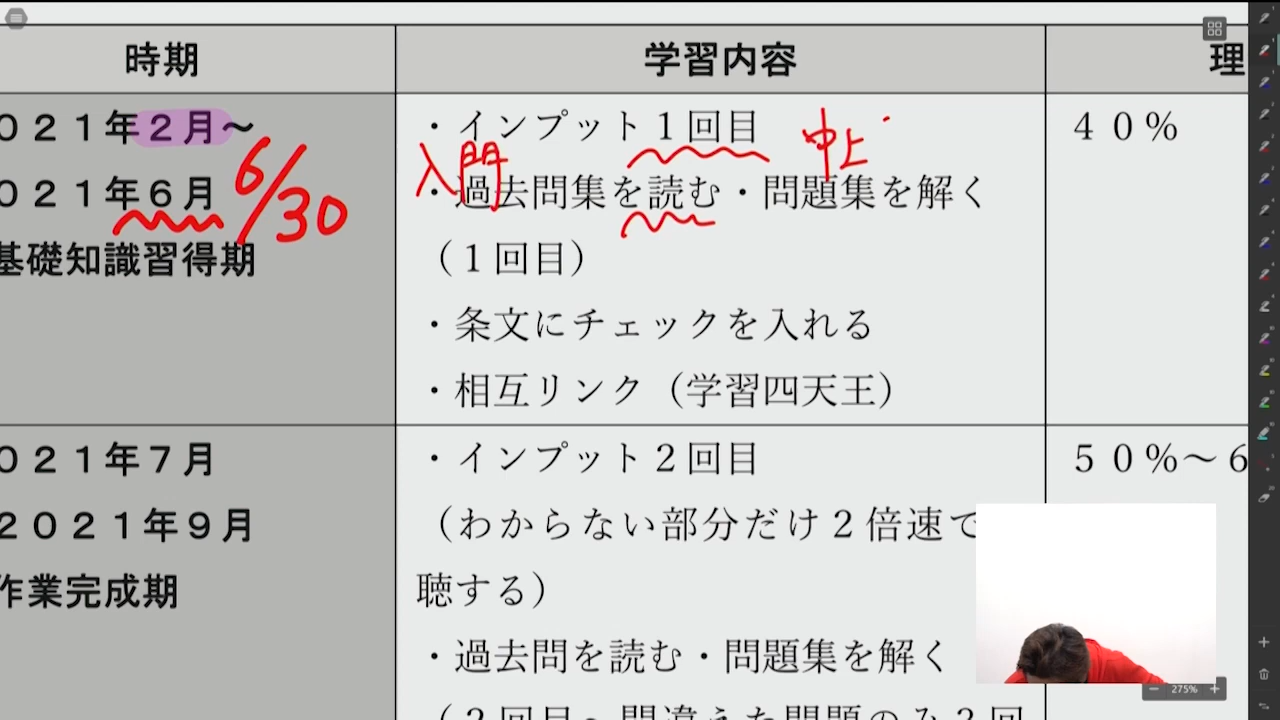 時期
学習内容
理
021年2月～
6/30
021年6月
基礎知識習得期
・インプット1回目
中上
入門
・過去問集を読む・問題集を解く
（1回目）
・条文にチェックを入れる
・相互リンク（学習四天王）
40%
021年7月
2021年9月
作業完成期
・インプット2回目
（わからない部分だけ2倍速で
聴する）
・過去問を読む・問題集を解く
50%～6
275%